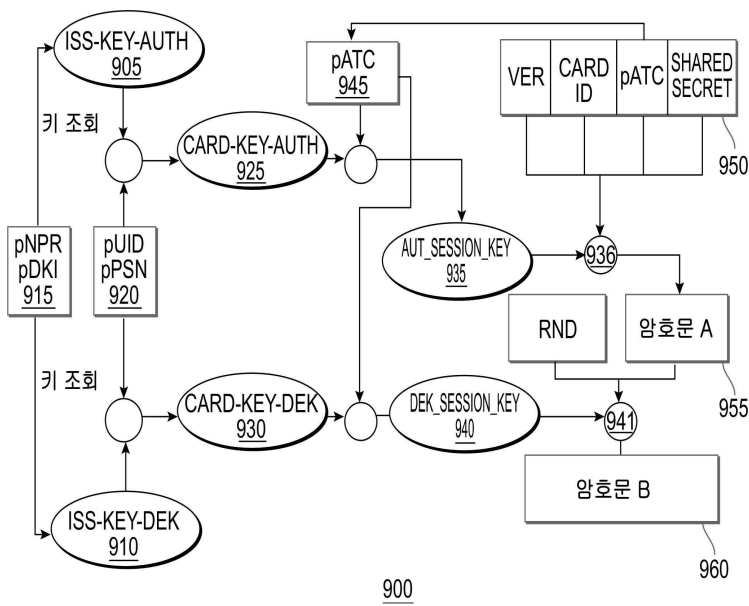 ISS-KEY-AUTH
905
키 조회
pNPR
pDKI
915
pUID
pPSN
920
키 조회
ISS-KEY-DEK
910
CARD-KEY-AUTH
925
CARD-KEY-DEK
930
pATC
945
AUT_SESSION_KEY
935
DEK_SESSION_KEY
940
VER
CARD
ID
pATC
SHARED
SECRET
950
936
RND
암호문 A
955
941
암호문 B
960
900